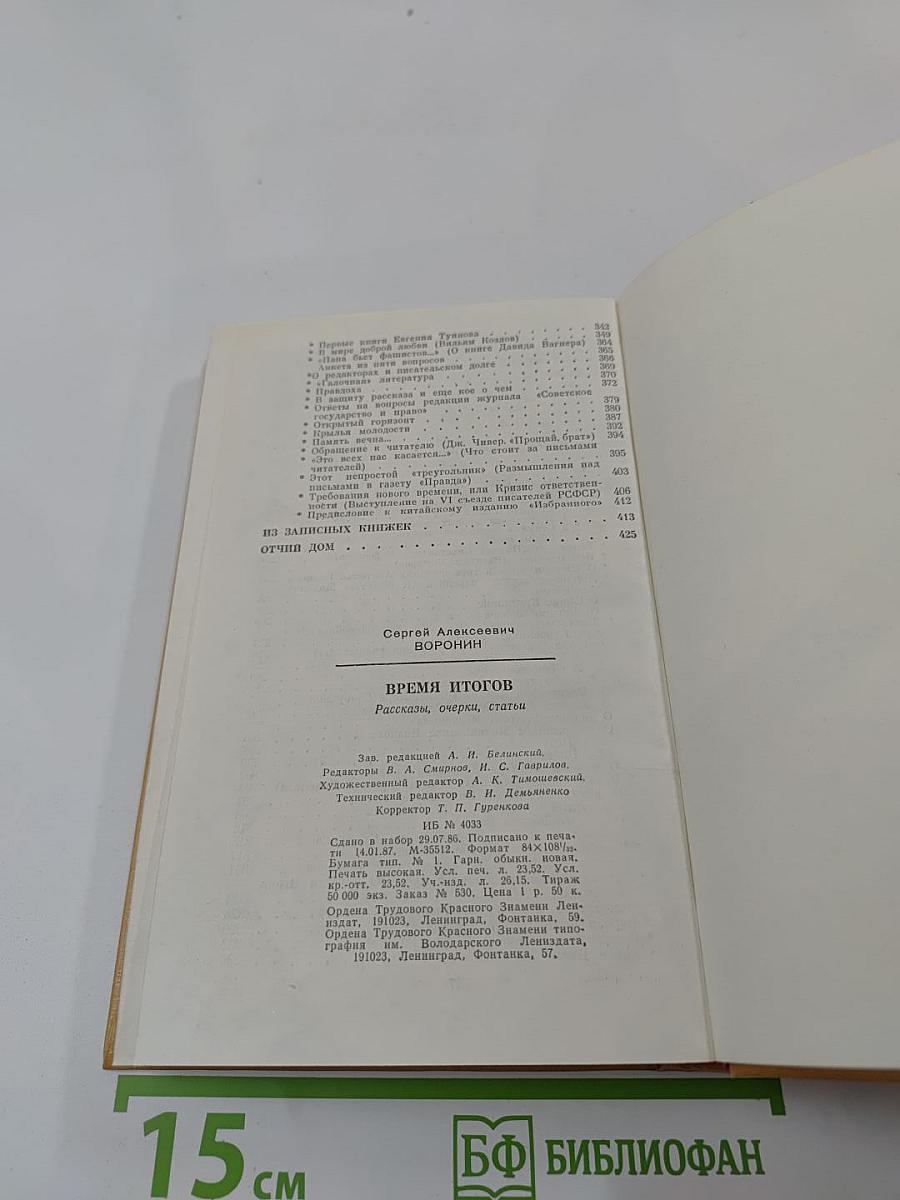 * Первые книги Евгения Туинова . . . . . . . . 342
* В мире доброй любви (Вильям Козлов) . . . . . 349
* «Папа бьет фашистов...» (О книге Давида Вагнера) 364
Анкета из пяти вопросов . . . . . . . . . 365
*О редакторах и писательском долге . . . . . . . 366
* «Галочная» литература . . . . . . . . . . 369
* Правдоха . . . . . . . . . . . . . 370
* В защиту рассказа и еще кое о чем . . . . . . 372
* Ответы на вопросы редакции журнала «Советское
государство и право» . . . . . . . . . . 379
* Открытый горизонт . . . . . . . . . . . 380
* Крылья молодости . . . . . . . . . . . 387
* Память вечна... . . . . . . . . . . . . 392
* Обращение к читателю (Дж. Чивер. «Прощай, брат») 394
* «Это всех нас касается...» (Что стоит за письмами
читателей) . . . . . . . . . . . . . 395
* Этот непростой «треугольник» (Размышления над
письмами в газету «Правда») . . . . . . . . 403
* Требования нового времени, или Кризис ответствен-
ности (Выступление на VI съезде писателей РСФСР) 406
* Предисловие к китайскому изданию «Избранного» 412
ИЗ ЗАПИСНЫХ КНИЖЕК . . . . . . . . . . 413
ОТЧИЙ ДОМ . . . . . . . . . . . . . . 425
Сергей Алексеевич
ВОРОНИН
ВРЕМЯ ИТОГОВ
Рассказы, очерки, статьи
Зав. редакцией А. И. Белинский.
Редакторы В. А. Смирнов, И. С. Гаврилов.
Художественный редактор А. К. Тимошевский.
Технический редактор В. И. Демьяненко
Корректор Т. П. Гуренкова
ИБ № 4033
Сдано в набор 29.07.86. Подписано к печа-
ти 14.01.87. М-35512. Формат 84×108¹/₃₂.
Бумага тип. № 1. Гарн. обыкн. новая.
Печать высокая. Усл. печ. л. 23,52. Усл.
кр.-отт. 23,52. Уч.-изд. л. 26,15. Тираж
50 000 экз. Заказ № 530. Цена 1 р. 50 к.
Ордена Трудового Красного Знамени Лен-
издат, 191023, Ленинград, Фонтанка, 59.
Ордена Трудового Красного Знамени типо-
графия им. Володарского Лениздата,
191023, Ленинград, Фонтанка, 57.
15 см
БФ БИБЛИОФАН